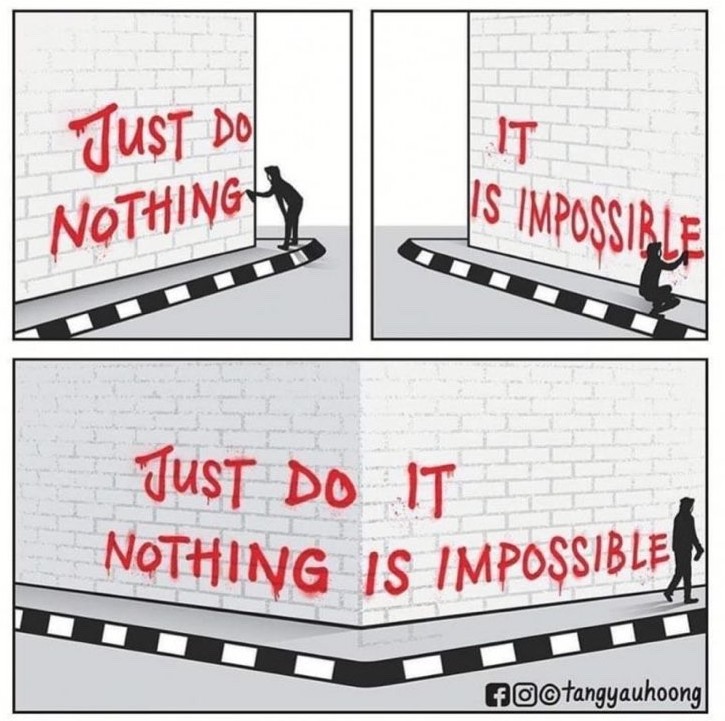 JUST DO
NOTHING
IT
IS IMPOSSIBLE
JUST DO IT
NOTHING IS IMPOSSIBLE
©tangyauhoong